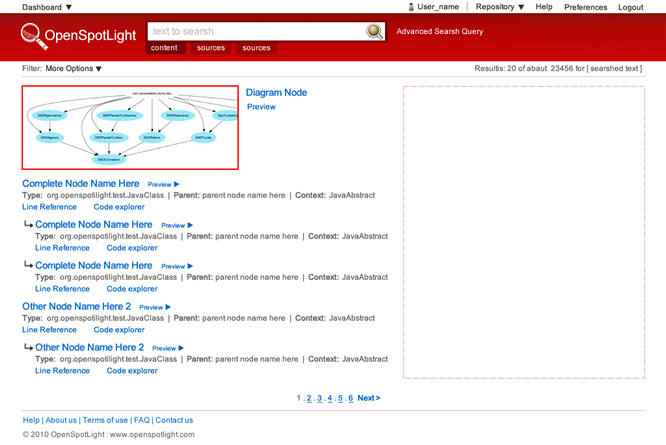 Dashboard ▼
User_name | Repository ▼ Help Preferences Logout
OpenSpotLight
text to search
Advanced Searsh Query
content sources sources
Filter: More Options ▼
Resultis: 20 of abaut 23456 for [ searshed text ]
Diagram Node
Preview
DAOConnection
Complete Node Name Here Preview ▶
Type: org.openspotilight.test.JavaClass | Parent: parent node name here | Context: JavaAbstract
Line Reference Code explorer
Complete Node Name Here Preview ▶
Type: org.openspotilight.test.JavaClass | Parent: parent node name here | Context: JavaAbstract
Line Reference Code explorer
Complete Node Name Here Preview ▶
Type: org.openspotilight.test.JavaClass | Parent: parent node name here | Context: JavaAbstract
Line Reference Code explorer
Other Node Name Here 2 Preview ▶
Type: org.openspotilight.test.JavaClass | Parent: parent node name here | Context: JavaAbstract
Line Reference Code explorer
Other Node Name Here 2 Preview ▶
Type: org.openspotilight.test.JavaClass | Parent: parent node name here | Context: JavaAbstract
Line Reference Code explorer
1 . 2 . 3 . 4 . 5 . 6 Next >
Help | About us | Terms of use | FAQ | Contact us
© 2010 OpenSpotLight : www.openspotlight.com